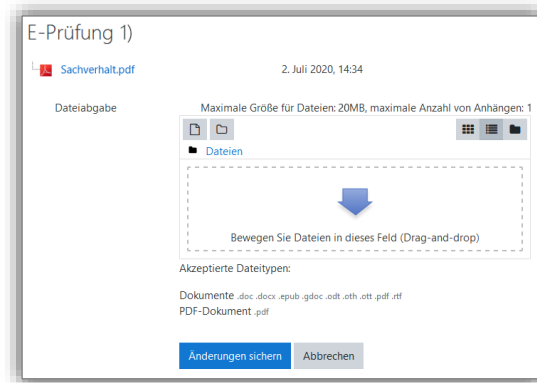 E-Prüfung 1)
Sachverhalt.pdf 2. Juli 2020, 14:34
Dateiabgabe Maximale Größe für Dateien: 20MB, maximale Anzahl von Anhängen: 1
Dateien
Bewegen Sie Dateien in dieses Feld (Drag-and-drop)
Akzeptierte Dateitypen:
Dokumente .doc .docx .epub .gdoc .odt .oth .ott .pdf .rtf
PDF-Dokument .pdf
Änderungen sichern Abbrechen